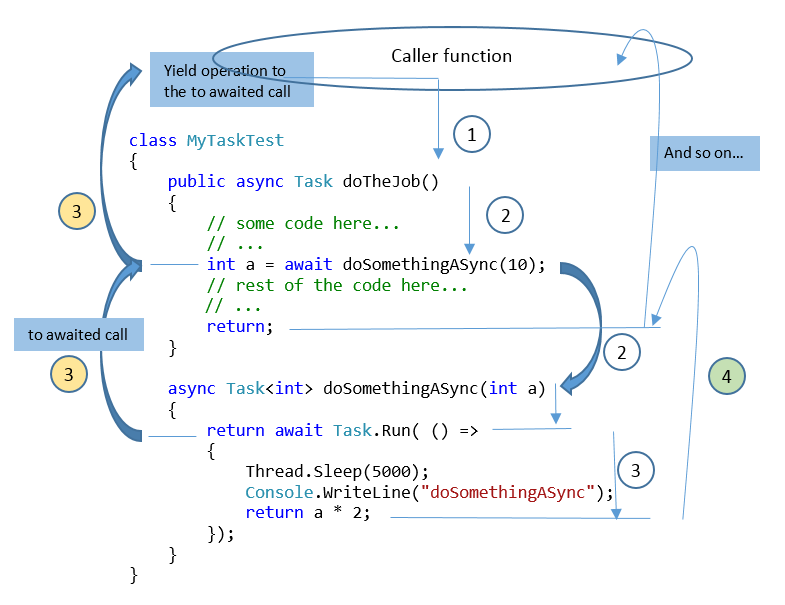 Caller function
Yield operation to
the to awaited call
1
And so on...
class MyTaskTest
{
public async Task doTheJob()
{
3
2
// some code here...
// ...
int a = await doSomethingASync(10);
// rest of the code here...
// ...
return;
}
to awaited call
3
2
4
async Task<int> doSomethingASync(int a)
{
return await Task.Run( () =>
{
Thread.Sleep(5000);
3
Console.WriteLine("doSomethingASync");
return a * 2;
});
}
}